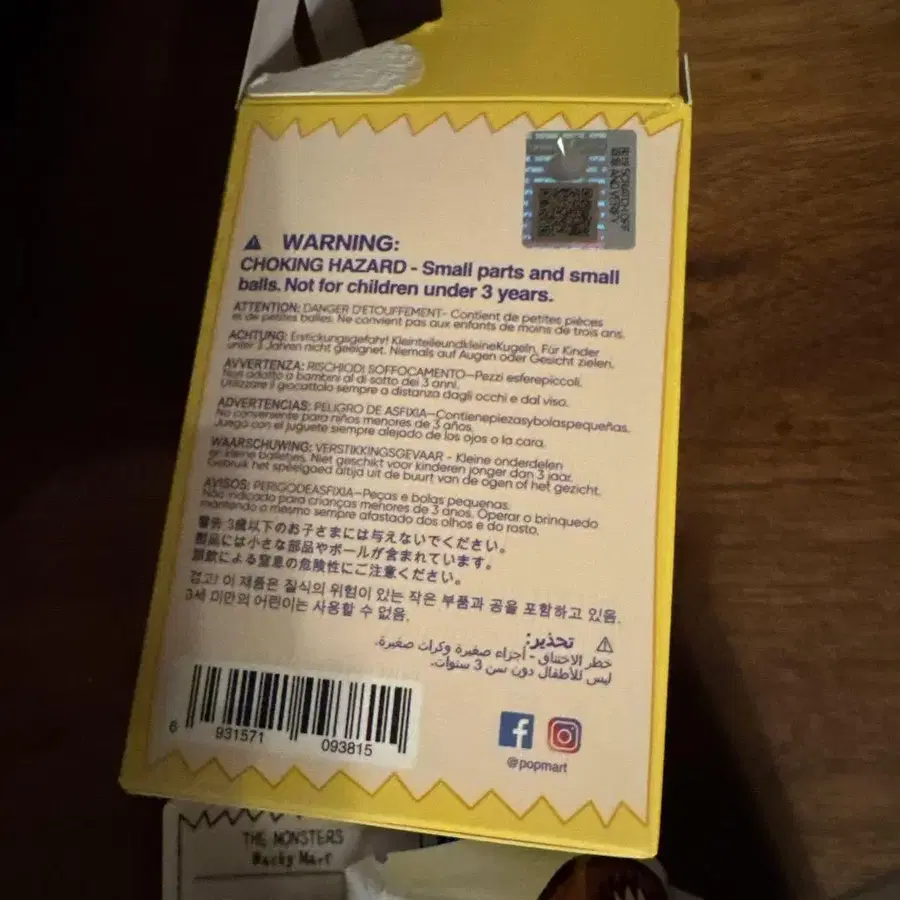 SCRATCH OFF
AND VERIFY
WARNING:
CHOKING HAZARD - Small parts and small
balls. Not for children under 3 years.
ATTENTION: DANGER D'ETOUFFEMENT- Contient de petites pièces
et de petites balles. Ne convient pas aux enfants de moins de trois ans.
ACHTUNG: Erstickungsgefahr! KleinteileundkleineKugeln. Für Kinder
unter 3 Jahren nicht geeignet. Niemals auf Augen oder Gesicht zielen.
AVVERTENZA: RISCHIODI SOFFOCAMENTO—Pezzi esferepiccoli.
Non adatto a bambini al di sotto dei 3 anni.
Utilizzare il giocattolo sempre a distanza dagli occhi e dal viso.
ADVERTENCIAS: PELIGRO DE ASFIXIA—Contienepiezasybolaspequeñas.
No conveniente para niños menores de 3 años.
Juego con el juguete siempre alejado de los ojos o la cara.
WAARSCHUWING: VERSTIKKINGSGEVAAR - Kleine onderdelen
en kleine balletjes. Niet geschikt voor kinderen jonger dan 3 jaar.
Gebruik het speelgoed altijd uit de buurt van de ogen of het gezicht.
AVISOS: PERIGODEASFIXIA—Peças e bolas pequenas.
Não indicado para crianças menores de 3 anos. Operar o brinquedo
mantendo a mesmo sempre afastado dos olhos e do rosto.
警告 3歳以下のお子さまには与えないでください。
製品には小さな部品やボールが含まれています。
誤飲による窒息の危険性にご注意ください。
경고! 이 제품은 질식의 위험이 있는 작은 부품과 공을 포함하고 있음.
3세 미만의 어린이는 사용할 수 없음.
تحذير:
خطر الاختناق - أجزاء صغيرة وكرات صغيرة.
ليس للأطفال دون سن 3 سنوات.
6 931571 093815
@popmart
THE MONSTERS
Wacky Mart